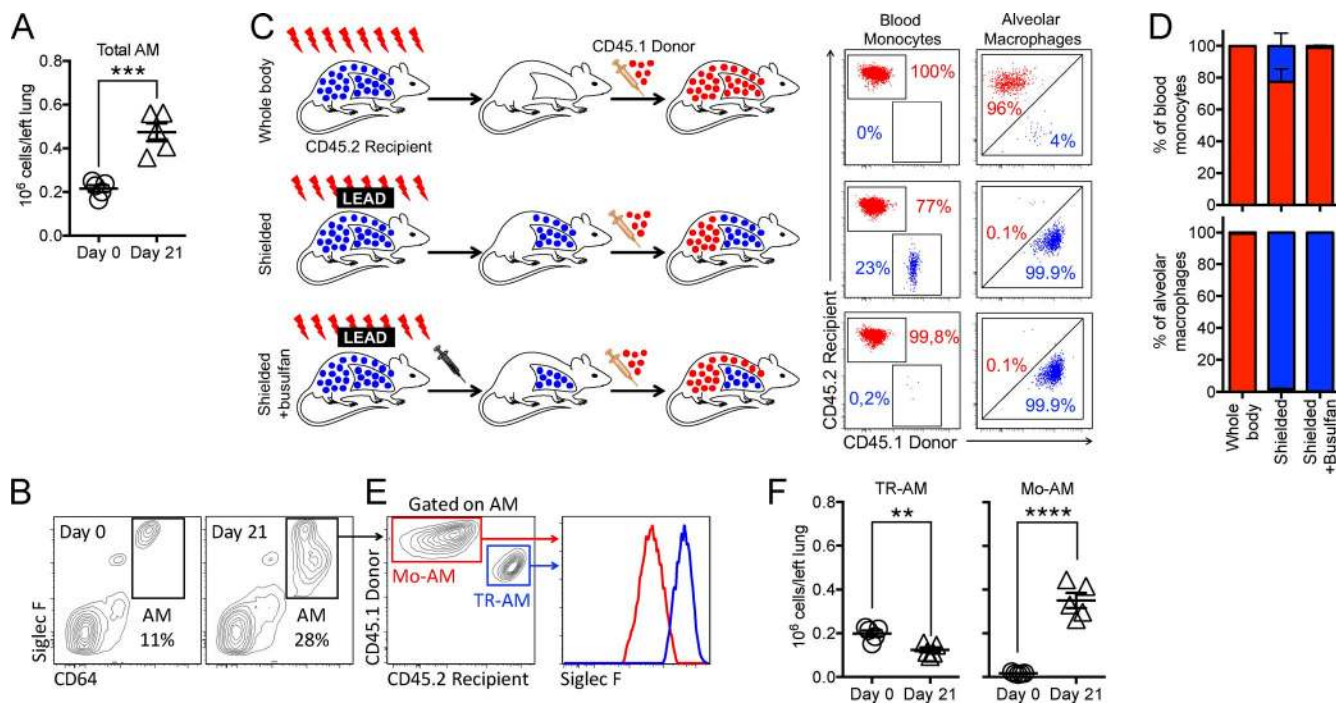 A
Total AM
***
10⁶ cells/left lung
0.8
0.6
0.4
0.2
0.0
Day 0
Day 21
C
Whole body
CD45.2 Recipient
CD45.1 Donor
Shielded
LEAD
Shielded
+busulfan
LEAD
Blood
Monocytes
Alveolar
Macrophages
100%
0%
96%
4%
77%
23%
0.1%
99.9%
99,8%
0,2%
0.1%
99.9%
CD45.2 Recipient
CD45.1 Donor
D
% of blood
monocytes
100
80
60
40
20
0
% of alveolar
macrophages
100
80
60
40
20
0
Whole
body
Shielded
Shielded
+Busulfan
B
Day 0
AM
11%
Day 21
AM
28%
Siglec F
CD64
E
Gated on AM
Mo-AM
TR-AM
CD45.1 Donor
CD45.2 Recipient
Siglec F
F
TR-AM
Mo-AM
**
****
10⁶ cells/left lung
0.8
0.6
0.4
0.2
0.0
Day 0
Day 21
Day 0
Day 21